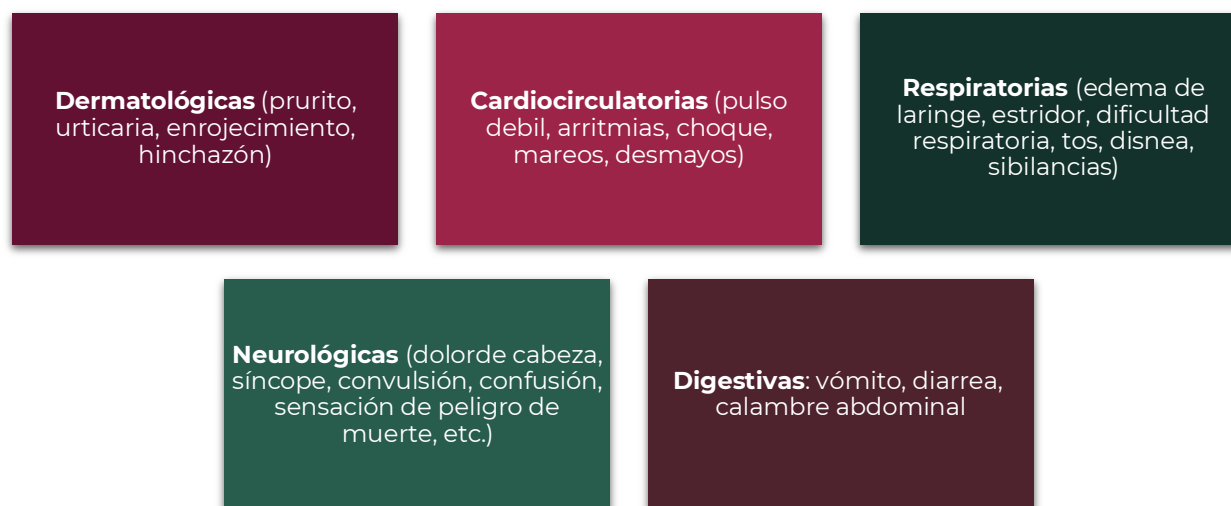 Dermatológicas (prurito,
urticaria, enrojecimiento,
hinchazón)
Cardiocirculatorias (pulso
debil, arritmias, choque,
mareos, desmayos)
Respiratorias (edema de
laringe, estridor, dificultad
respiratoria, tos, disnea,
sibilancias)
Neurológicas (dolorde cabeza,
síncope, convulsión, confusión,
sensación de peligro de
muerte, etc.)
Digestivas: vómito, diarrea,
calambre abdominal